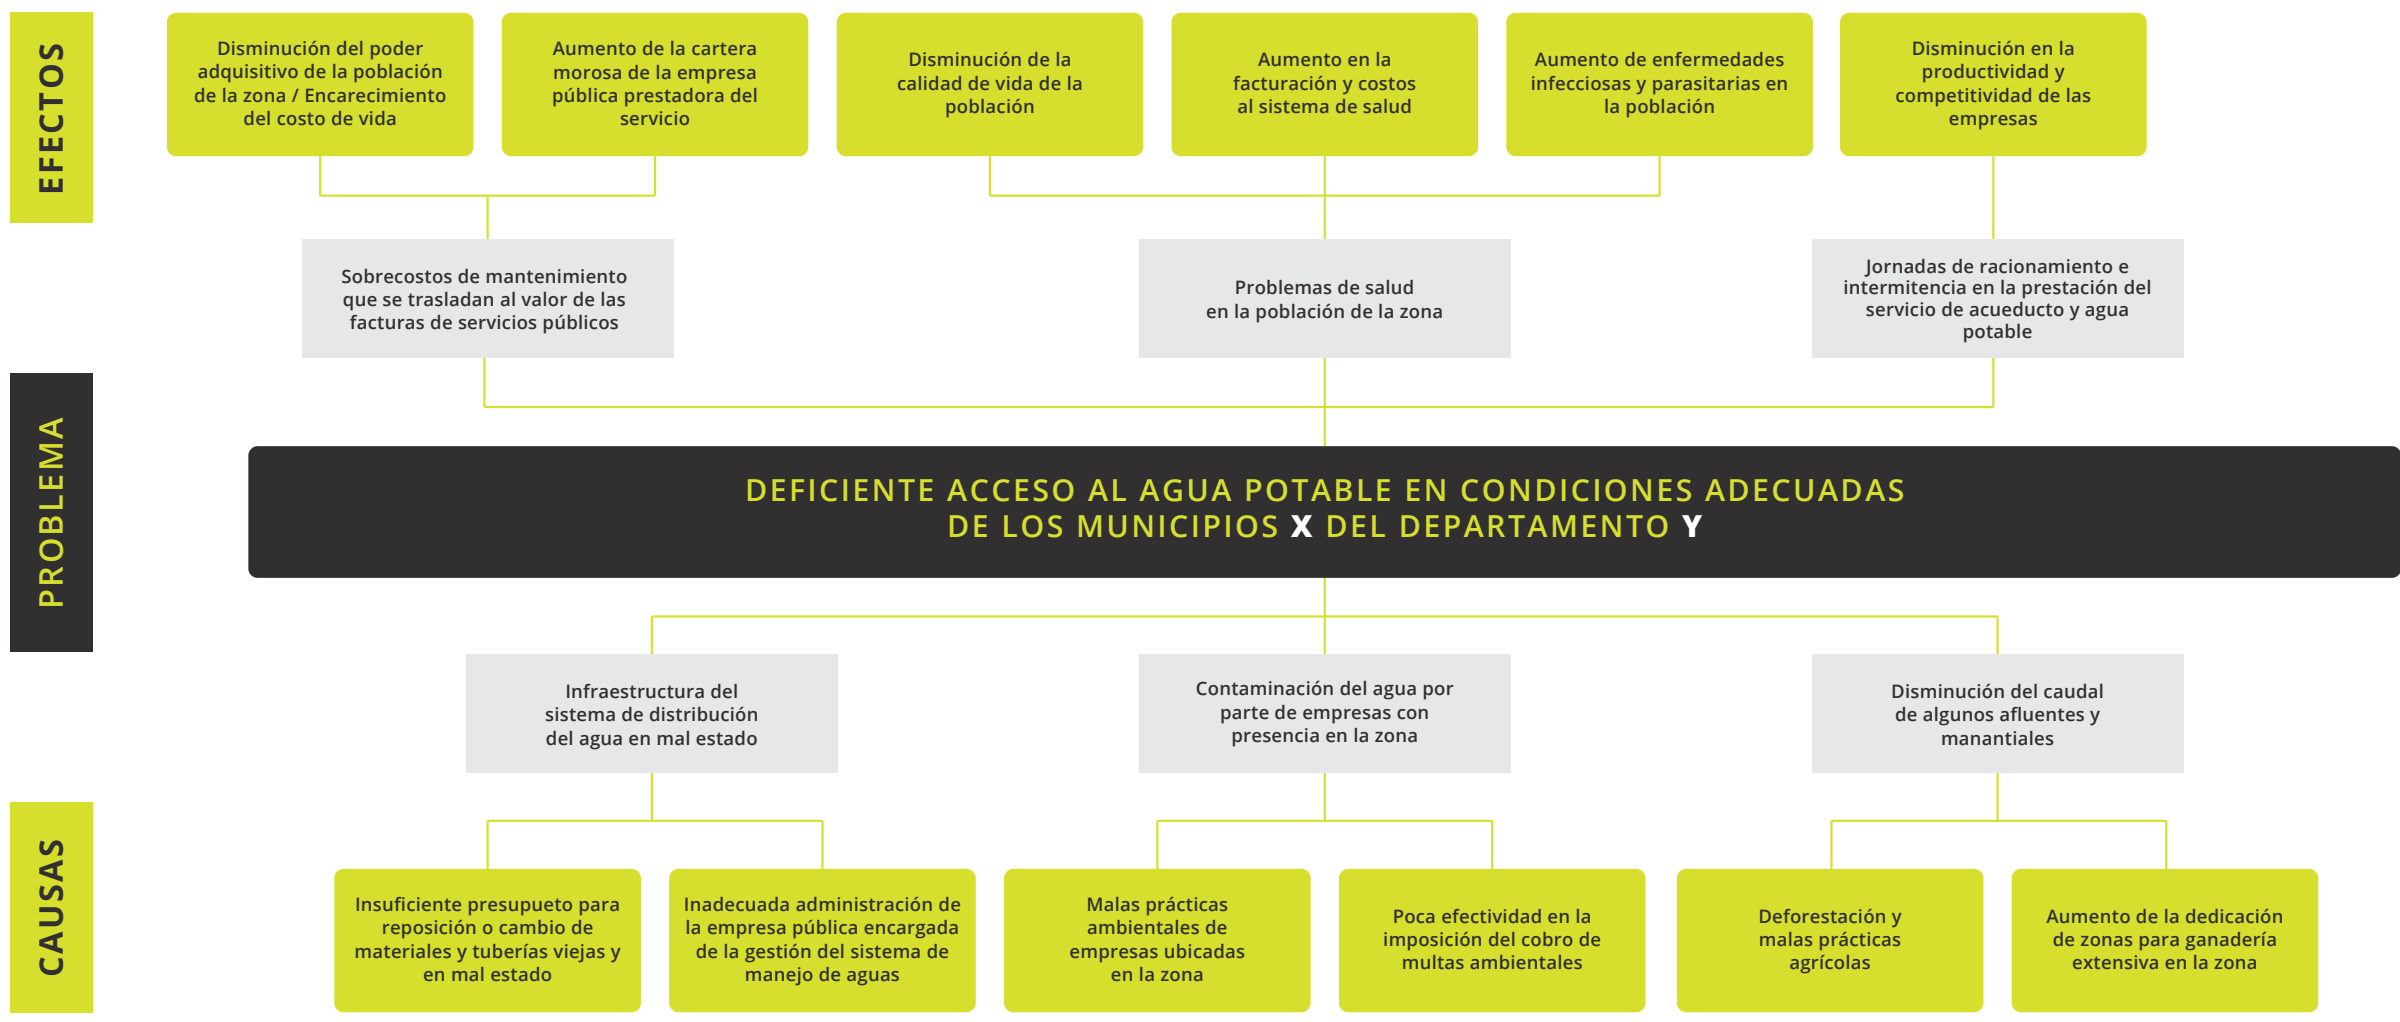 EFECTOS
Disminución del poder
adquisitivo de la población
de la zona / Encarecimiento
del costo de vida
Aumento de la cartera
morosa de la empresa
pública prestadora del
servicio
Disminución de la
calidad de vida de la
población
Aumento en la
facturación y costos
al sistema de salud
Aumento de enfermedades
infecciosas y parasitarias en
la población
Disminución en la
productividad y
competitividad de las
empresas
Sobrecostos de mantenimiento
que se trasladan al valor de las
facturas de servicios públicos
Problemas de salud
en la población de la zona
Jornadas de racionamiento e
intermitencia en la prestación del
servicio de acueducto y agua
potable
PROBLEMA
DEFICIENTE ACCESO AL AGUA POTABLE EN CONDICIONES ADECUADAS
DE LOS MUNICIPIOS X DEL DEPARTAMENTO Y
Infraestructura del
sistema de distribución
del agua en mal estado
Contaminación del agua por
parte de empresas con
presencia en la zona
Disminución del caudal
de algunos afluentes y
manantiales
CAUSAS
Insuficiente presupueto para
reposición o cambio de
materiales y tuberías viejas y
en mal estado
Inadecuada administración de
la empresa pública encargada
de la gestión del sistema de
manejo de aguas
Malas prácticas
ambientales de
empresas ubicadas
en la zona
Poca efectividad en la
imposición del cobro de
multas ambientales
Deforestación y
malas prácticas
agrícolas
Aumento de la dedicación
de zonas para ganadería
extensiva en la zona